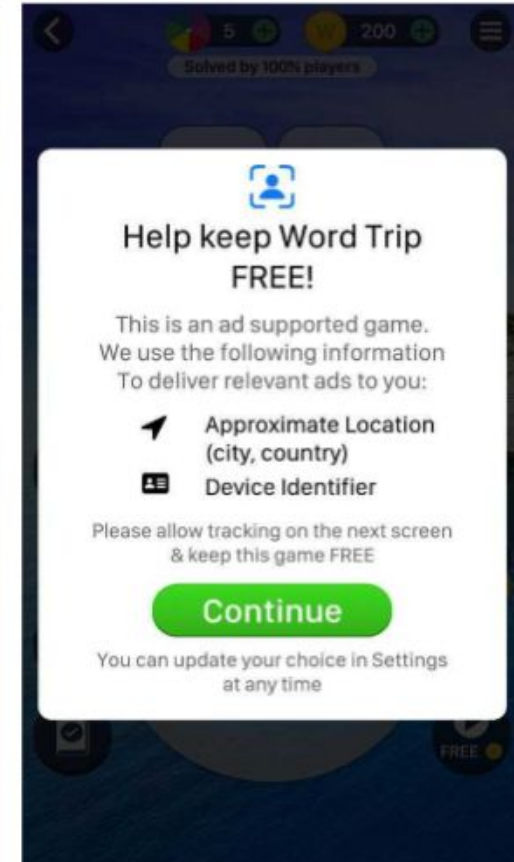 5 200
Solved by 100% players
Help keep Word Trip
FREE!
This is an ad supported game.
We use the following information
To deliver relevant ads to you:
Approximate Location
(city, country)
Device Identifier
Please allow tracking on the next screen
& keep this game FREE
Continue
You can update your choice in Settings
at any time
FREE